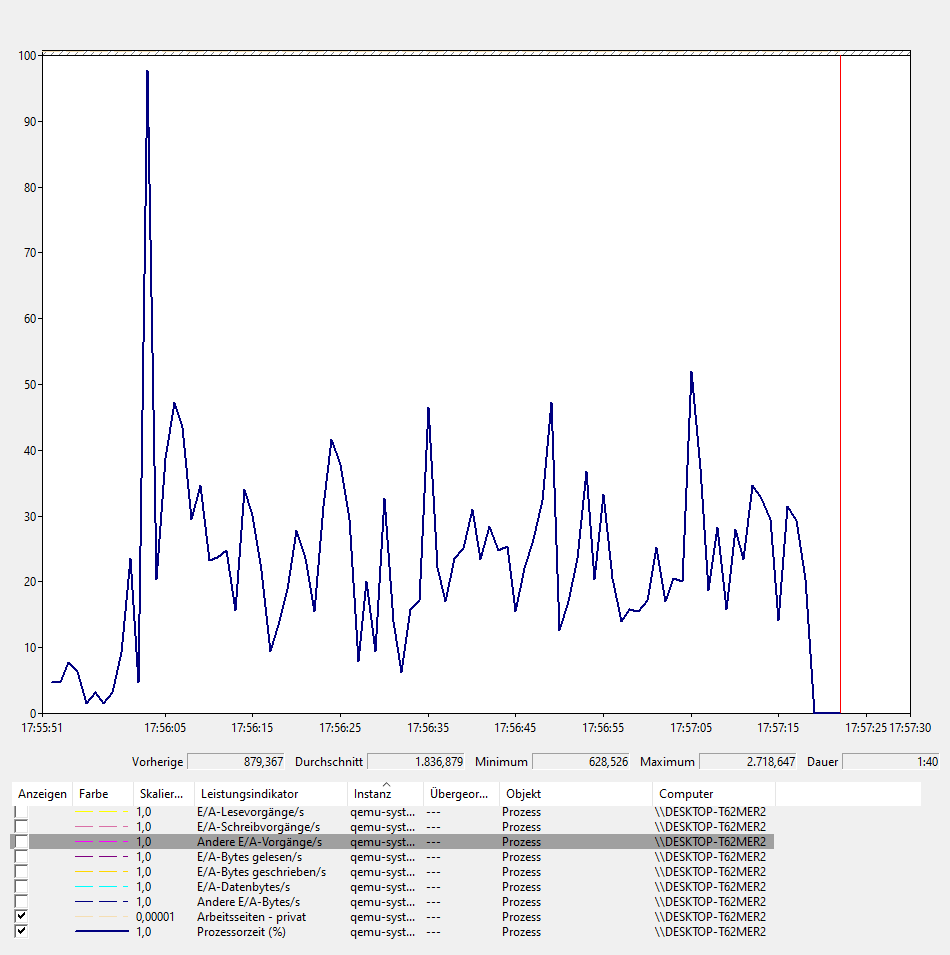 100
90
80
70
60
50
40
30
20
10
0
17:55:51 17:56:05 17:56:15 17:56:25 17:56:35 17:56:45 17:56:55 17:57:05 17:57:15 17:57:25 17:57:30
Vorherige 879,367 Durchschnitt 1.836,879 Minimum 628,526 Maximum 2.718,647 Dauer 1:40
Anzeigen Farbe Skalier... Leistungsindikator Instanz Übergeor... Objekt Computer
1,0 E/A-Lesevorgänge/s qemu-syst... --- Prozess \\DESKTOP-T62MER2
1,0 E/A-Schreibvorgänge/s qemu-syst... --- Prozess \\DESKTOP-T62MER2
1,0 Andere E/A-Vorgänge/s qemu-syst... --- Prozess \\DESKTOP-T62MER2
1,0 E/A-Bytes gelesen/s qemu-syst... --- Prozess \\DESKTOP-T62MER2
1,0 E/A-Bytes geschrieben/s qemu-syst... --- Prozess \\DESKTOP-T62MER2
1,0 E/A-Datenbytes/s qemu-syst... --- Prozess \\DESKTOP-T62MER2
1,0 Andere E/A-Bytes/s qemu-syst... --- Prozess \\DESKTOP-T62MER2
0,00001 Arbeitsseiten - privat qemu-syst... --- Prozess \\DESKTOP-T62MER2
1,0 Prozessorzeit (%) qemu-syst... --- Prozess \\DESKTOP-T62MER2